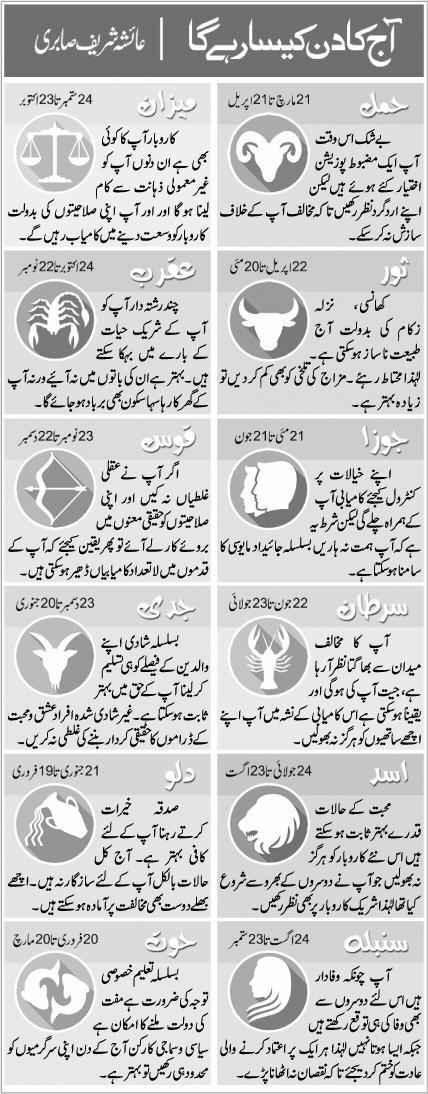 آج کا دن کیسا رہے گا | عائشہ شریف صابری
حمل
21 مارچ تا 21 اپریل
بے شک اس وقت
آپ ایک مضبوط پوزیشن
اختیار کئے ہوئے ہیں لیکن
اپنے اردگرد نظر رکھیں تاکہ مخالف آپ کے خلاف
سازش نہ کر سکے۔
میزان
24 ستمبر تا 23 اکتوبر
کاروبار آپ کا کوئی
بھی ہے ان دنوں آپ کو
غیر معمولی ذہانت سے کام
لینا ہو گا اور اور آپ اپنی صلاحیتوں کی بدولت
کاروبار کو وسعت دینے میں کامیاب رہیں گے۔
ثور
22 اپریل تا 20 مئی
کھانسی، نزلہ
زکام کی بدولت آج
طبیعت ناساز ہو سکتی ہے۔
لہٰذا محتاط رہئے۔ مزاج کی تلخی کو بھی کم کر دیں تو
زیادہ بہتر ہے۔
عقرب
24 اکتوبر تا 22 نومبر
چند رشتہ دار آپ کو
آپ کے شریک حیات
کے بارے میں بہکا سکتے
ہیں۔ بہتر ہے ان کی باتوں میں نہ آئیے ورنہ آپ
کے گھر کا رہا سہا سکون بھی برباد ہو جائے گا۔
جوزا
21 مئی تا 21 جون
اپنے خیالات پر
کنٹرول کیجئے کامیابی آپ
کے ہمراہ چلے گی لیکن شرط یہ
ہے کہ آپ ہمت نہ ہاریں بسلسلہ جائیداد مایوسی کا
سامنا ہو سکتا ہے۔
قوس
23 نومبر تا 22 دسمبر
اگر آپ نے عقلی
غلطیاں نہ کیں اور اپنی
صلاحیتوں کو حقیقی معنوں میں
بروئے کار لے آئے تو پھر یقین کیجئے کہ آپ کے
قدموں میں لاتعداد کامیابیاں ڈھیر ہو سکتی ہیں۔
سرطان
22 جون تا 23 جولائی
آپ کا مخالف
میدان سے بھاگتا نظر آ رہا
ہے، جیت آپ کی ہو گی اور
یقیناً ہو سکتی ہے اس کامیابی کے نشہ میں آپ اپنے
اچھے ساتھیوں کو ہرگز نہ بھولیں۔
جدی
23 دسمبر تا 20 جنوری
بسلسلہ شادی اپنے
والدین کے فیصلے کو ہی تسلیم
کر لینا آپ کے حق میں بہتر
ثابت ہو سکتا ہے۔ غیر شادی شدہ افراد عشق و محبت
کے ڈراموں کا حقیقی کردار بننے کی غلطی نہ کریں۔
اسد
24 جولائی تا 23 اگست
محبت کے حالات
قدرے بہتر ثابت ہو سکتے
ہیں اس نئے کاروبار کو ہرگز
نہ بھولیں جو آپ نے دوسروں کے بھروسے شروع
کیا تھا لہٰذا شریک کاروبار پر بھی نظر رکھیں۔
دلو
21 جنوری تا 19 فروری
صدقہ خیرات
کرتے رہنا آپ کے لئے
کافی بہتر ہے۔ آج کل
حالات بالکل آپ کے لئے سازگار نہ ہیں۔ اچھے
بھلے دوست بھی مخالفت پر آمادہ ہو سکتے ہیں۔
سنبلہ
24 اگست تا 23 ستمبر
آپ چونکہ وفادار
ہیں اس لئے دوسروں سے
بھی وفا کی ہی توقع رکھتے ہیں
جبکہ ایسا ہوتا نہیں لہٰذا ہر ایک پر اعتماد کرنے والی
عادت کو ختم کر دیجئے تاکہ نقصان نہ اٹھانا پڑے۔
حوت
20 فروری تا 20 مارچ
بسلسلہ تعلیم خصوصی
توجہ کی ضرورت ہے مفت
کی دولت ملنے کا امکان ہے
سیاسی و سماجی کارکن آج کے دن اپنی سرگرمیوں کو
محدود ہی رکھیں تو بہتر ہے۔